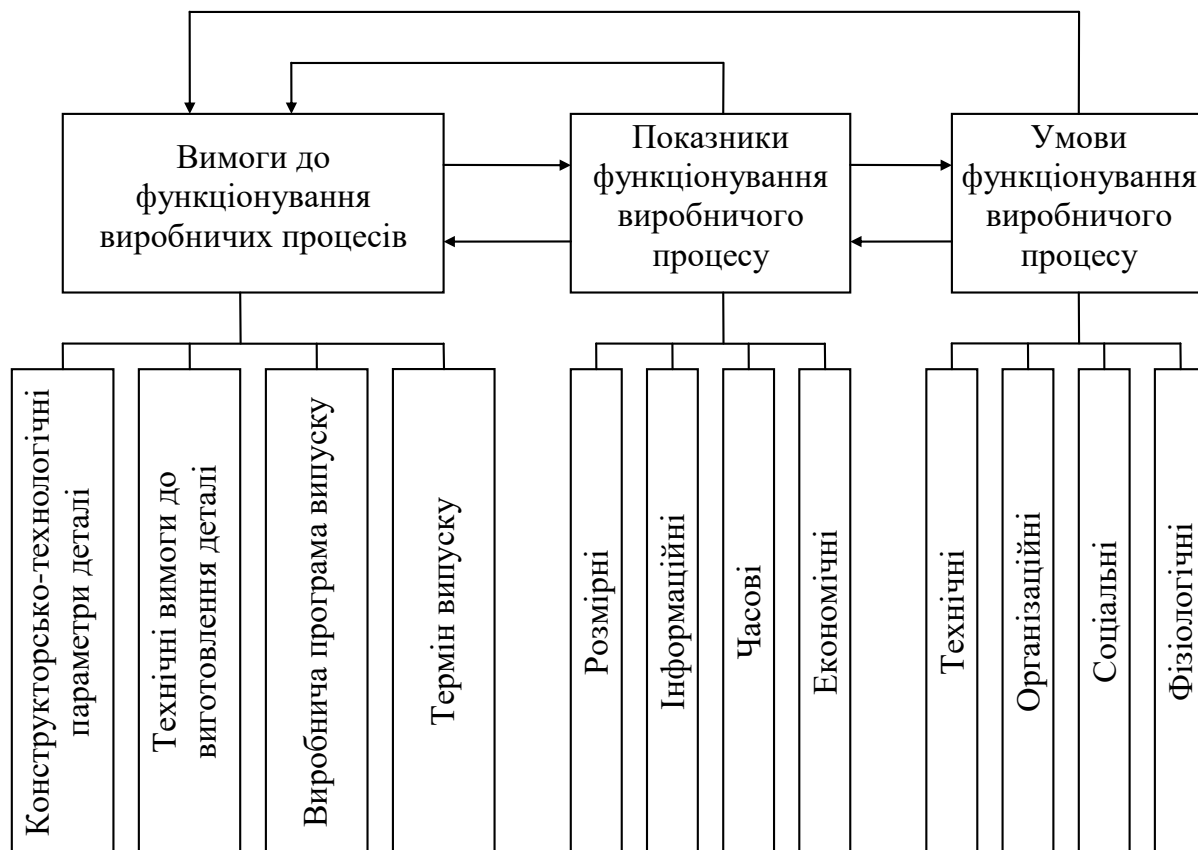 Вимоги до
функціонування
виробничих процесів
Показники
функціонування
виробничого
процесу
Умови
функціонування
виробничого
процесу
Конструкторсько-технологічні
параметри деталі
Технічні вимоги до
виготовлення деталі
Виробнича програма випуску
Термін випуску
Розмірні
Інформаційні
Часові
Економічні
Технічні
Організаційні
Соціальні
Фізіологічні